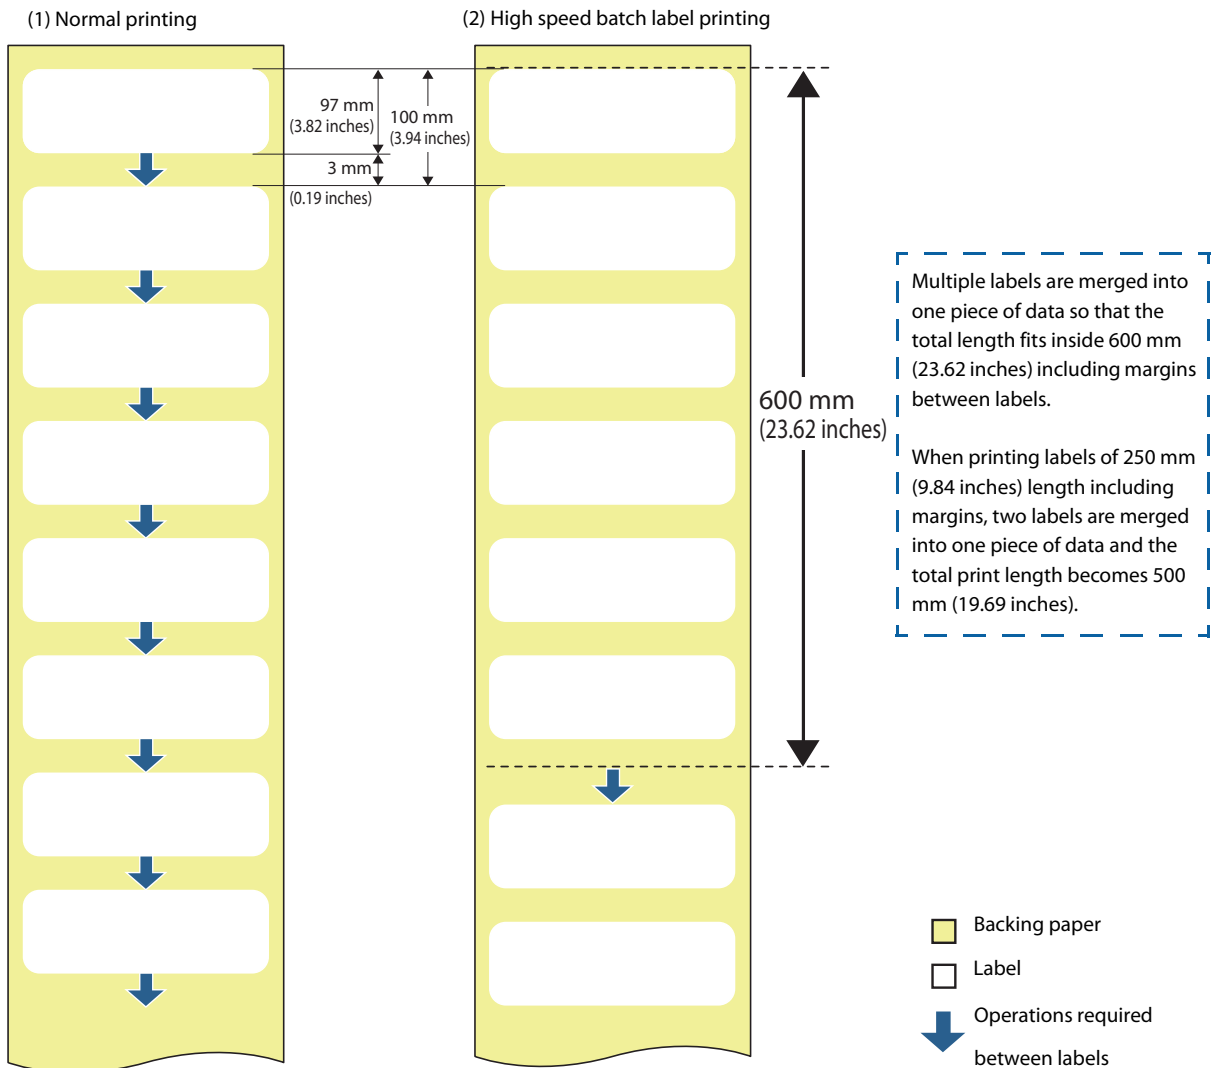 (1) Normal printing
(2) High speed batch label printing
97 mm
(3.82 inches)
100 mm
(3.94 inches)
3 mm
(0.19 inches)
600 mm
(23.62 inches)
Multiple labels are merged into
one piece of data so that the
total length fits inside 600 mm
(23.62 inches) including margins
between labels.
When printing labels of 250 mm
(9.84 inches) length including
margins, two labels are merged
into one piece of data and the
total print length becomes 500
mm (19.69 inches).
Backing paper
Label
Operations required
between labels